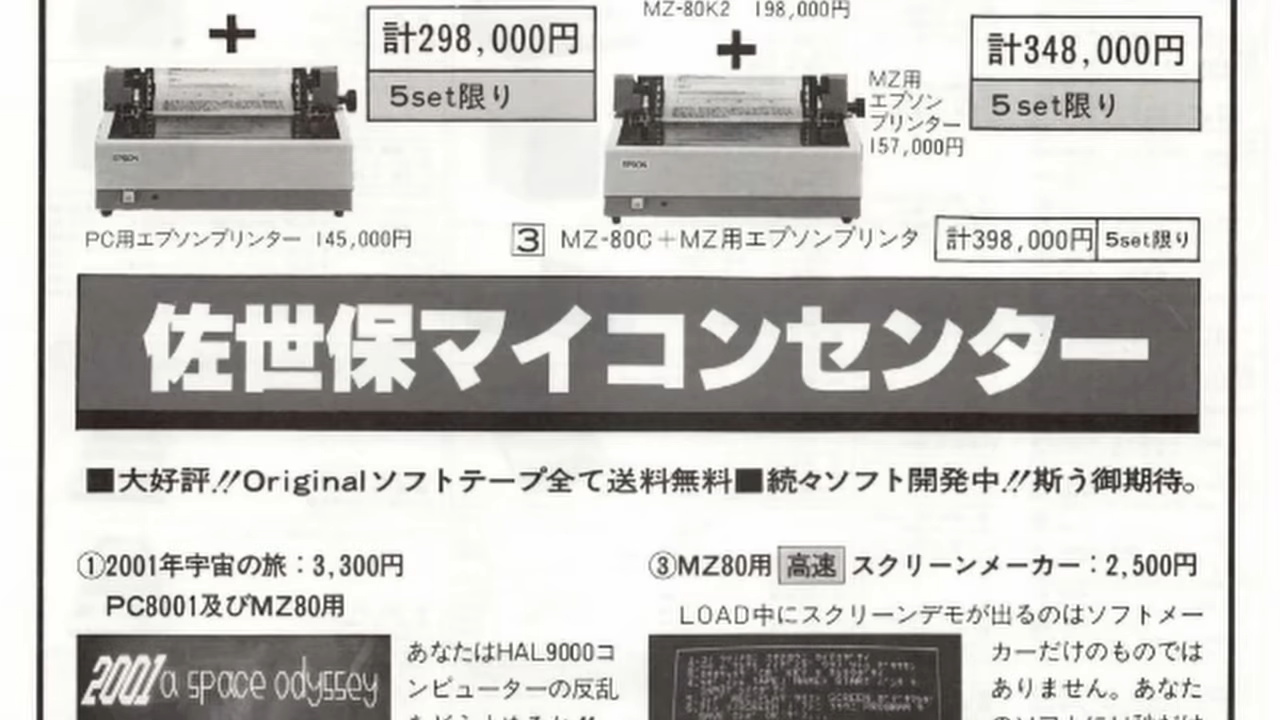 MZ-80K2 198,000円
+
計298,000円
5set限り
+
計348,000円
5set限り
MZ用
エプソン
プリンター
157,000円
EPSON
EPSON
PC用エプソンプリンター 145,000円
3 MZ-80C+MZ用エプソンプリンタ 計398,000円 5set限り
佐世保マイコンセンター
■大好評!!Originalソフトテープ全て送料無料■続々ソフト開発中!!斯う御期待。
①2001年宇宙の旅:3,300円
PC8001及びMZ80用
2001 a space odyssey
あなたはHAL9000コ
ンピューターの反乱
③MZ80用 高速 スクリーンメーカー:2,500円
LOAD中にスクリーンデモが出るのはソフトメー
カーだけのものでは
ありません。あなた